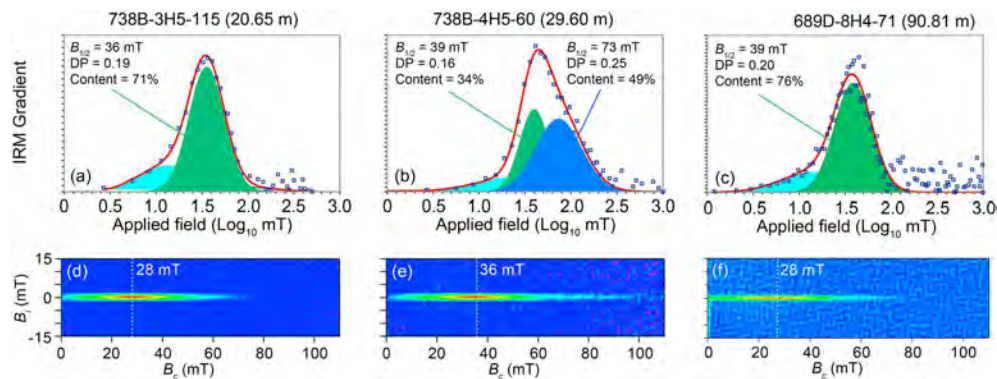 738B-3H5-115 (20.65 m)
738B-4H5-60 (29.60 m)
689D-8H4-71 (90.81 m)
IRM Gradient
B1/2 = 36 mT
DP = 0.19
Content = 71%
(a)
0.0 0.5 1.0 1.5 2.0 2.5 3.0
Applied field (Log10 mT)
B1/2 = 39 mT
DP = 0.16
Content = 34%
B1/2 = 73 mT
DP = 0.25
Content = 49%
(b)
0.0 0.5 1.0 1.5 2.0 2.5 3.0
Applied field (Log10 mT)
B1/2 = 39 mT
DP = 0.20
Content = 76%
(c)
0.0 0.5 1.0 1.5 2.0 2.5 3.0
Applied field (Log10 mT)
Bi (mT)
15
0
-15
(d)
28 mT
0 20 40 60 80 100
Bc (mT)
(e)
36 mT
0 20 40 60 80 100
Bc (mT)
(f)
28 mT
0 20 40 60 80 100
Bc (mT)